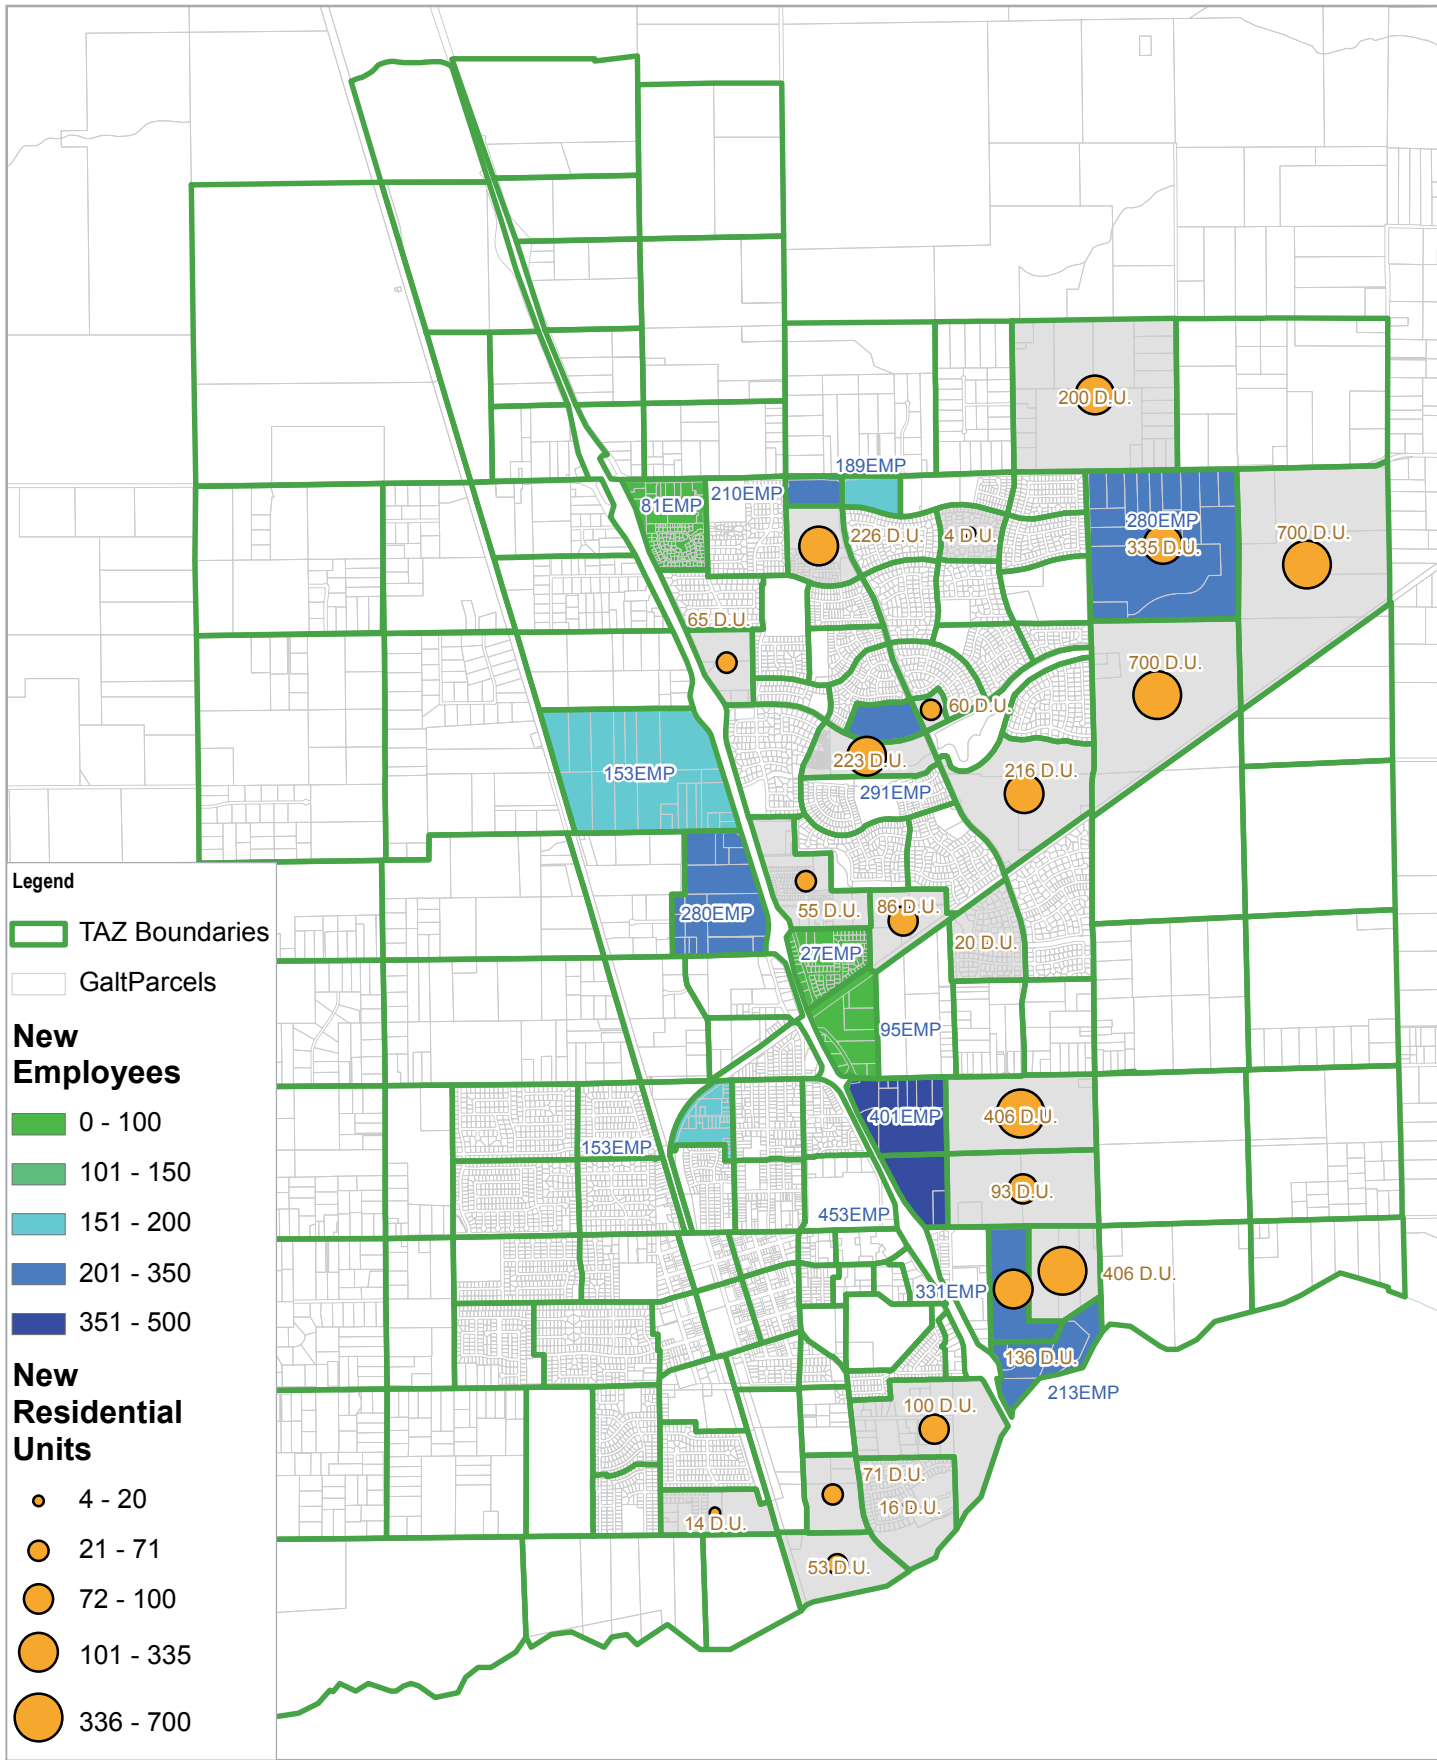 200 D.U.
189EMP
210EMP
81EMP
280EMP
335 D.U.
700 D.U.
226 D.U.
4 D.U.
65 D.U.
700 D.U.
60 D.U.
223 D.U.
216 D.U.
153EMP
291EMP
280EMP
55 D.U.
86 D.U.
20 D.U.
27EMP
95EMP
401EMP
406 D.U.
153EMP
93 D.U.
453EMP
331EMP
406 D.U.
136 D.U.
213EMP
100 D.U.
71 D.U.
16 D.U.
14 D.U.
53 D.U.
Legend
TAZ Boundaries
GaltParcels
New
Employees
0 - 100
101 - 150
151 - 200
201 - 350
351 - 500
New
Residential
Units
4 - 20
21 - 71
72 - 100
101 - 335
336 - 700